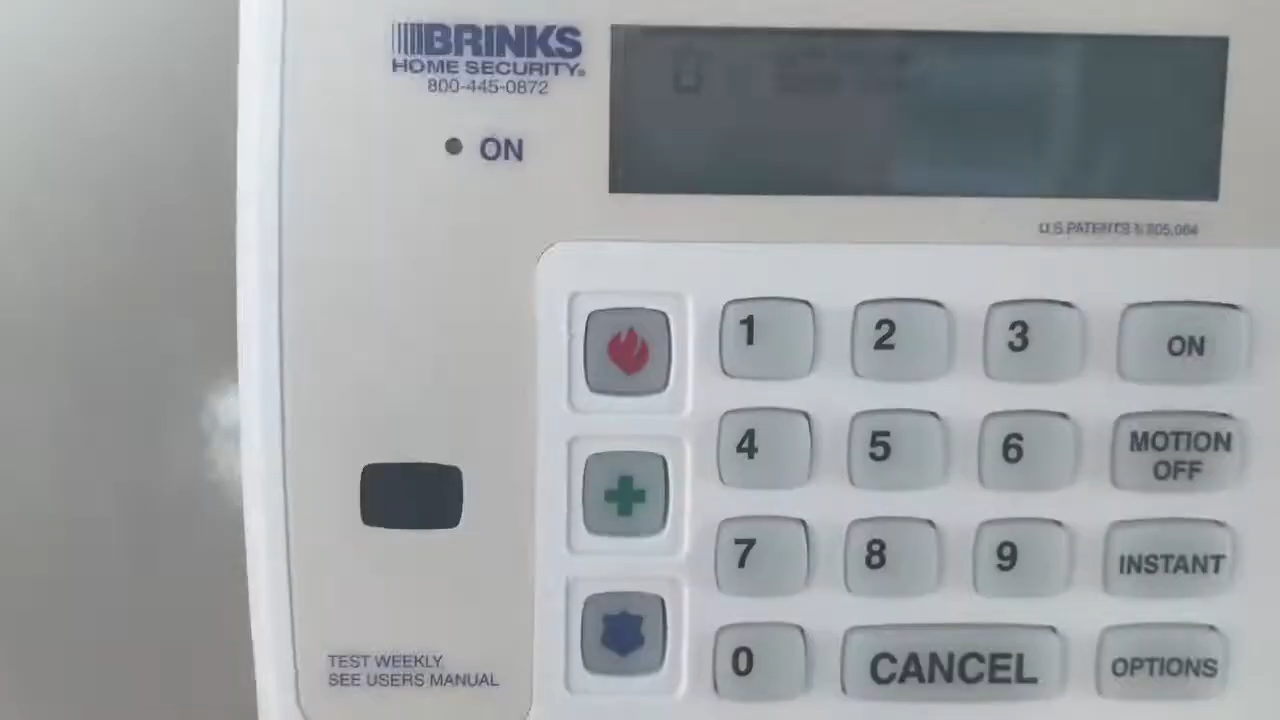 BRINKS
HOME SECURITY®
800-445-0872
ON
U.S.PATENT
1
2
3
ON
4
5
6
MOTION
OFF
7
8
9
INSTANT
0
CANCEL
OPTIONS
TEST WEEKLY
SEE USERS MANUAL